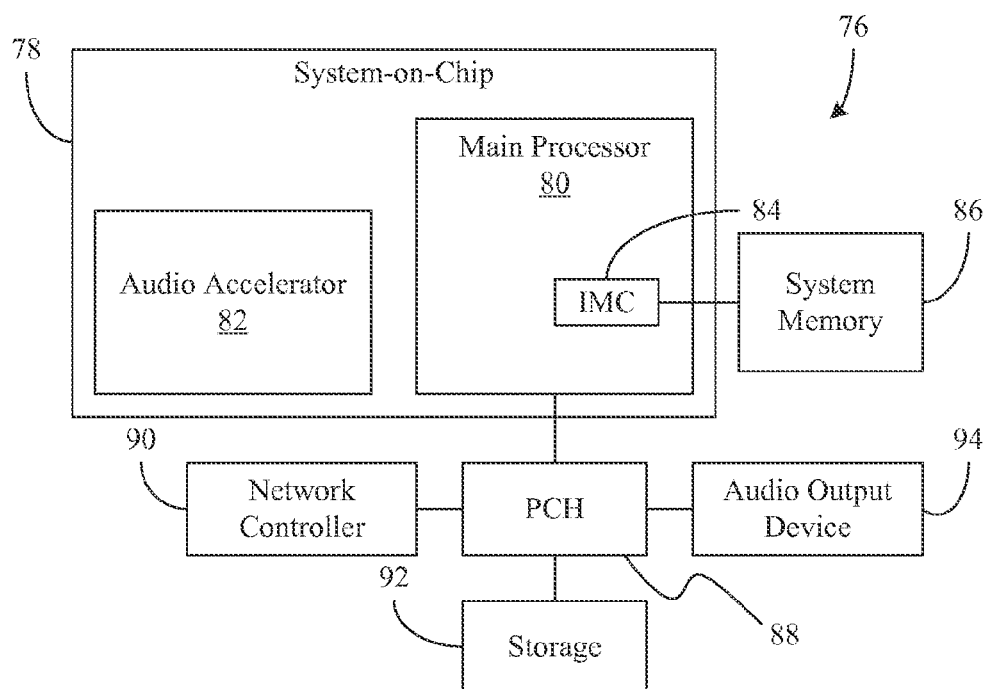 76
78
System-on-Chip
Main Processor
80
84
86
Audio Accelerator
82
IMC
System
Memory
90
94
Network
Controller
PCH
Audio Output
Device
92
88
Storage